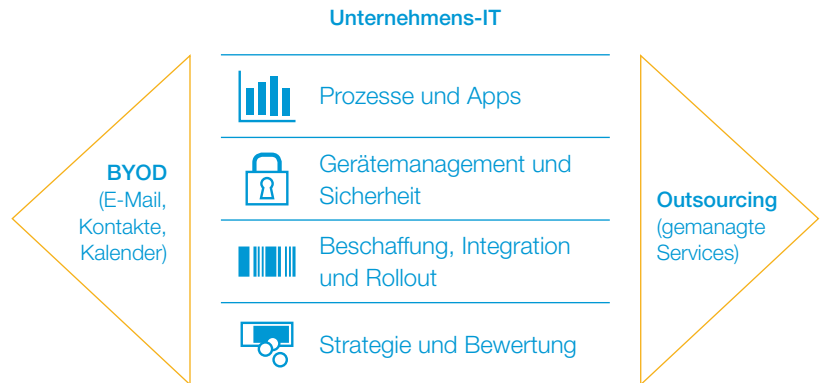 Unternehmens-IT
BYOD
(E-Mail,
Kontakte,
Kalender)
Prozesse und Apps
Gerätemanagement und
Sicherheit
Beschaffung, Integration
und Rollout
Strategie und Bewertung
Outsourcing
(gemanagte
Services)